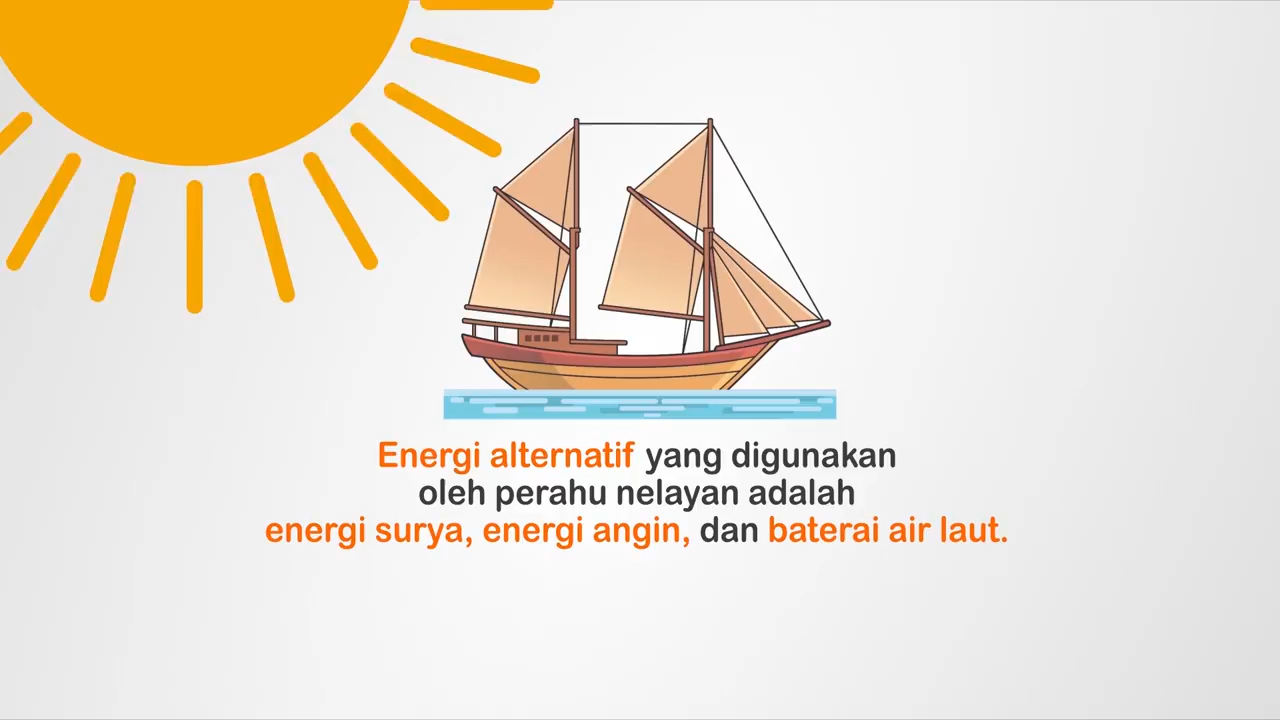 Energi alternatif yang digunakan
oleh perahu nelayan adalah
energi surya, energi angin, dan baterai air laut.